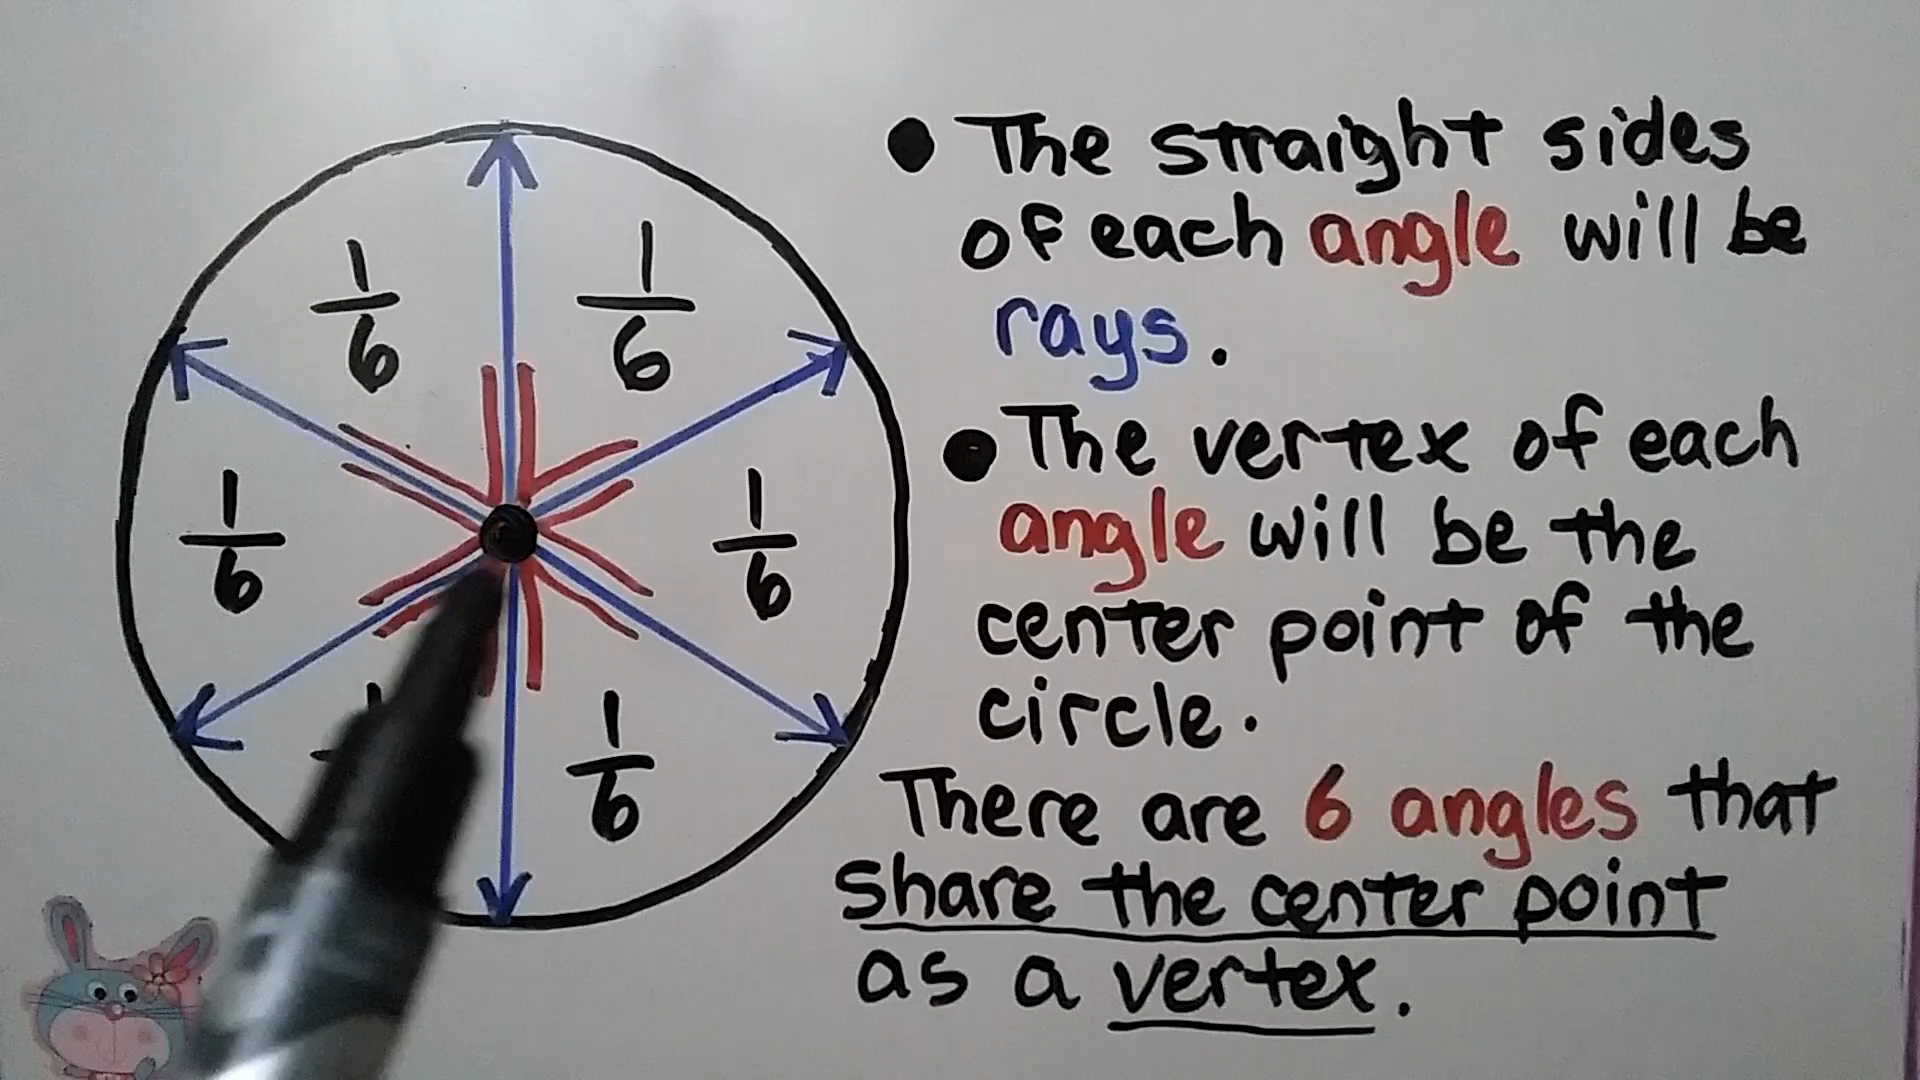 1/6
1/6
1/6
1/6
1/6
● The straight sides
of each angle will be
rays.
● The vertex of each
angle will be the
center point of the
circle.
There are 6 angles that
share the center point
as a vertex.